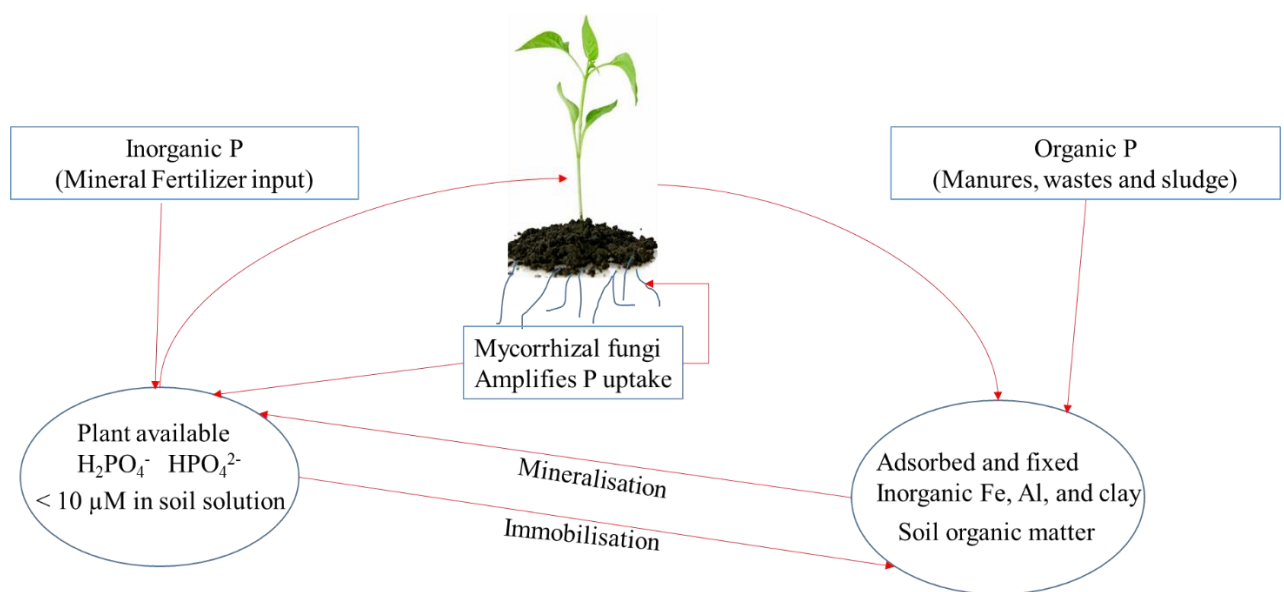 Inorganic P
(Mineral Fertilizer input)
Organic P
(Manures, wastes and sludge)
Mycorrhizal fungi
Amplifies P uptake
Plant available
H₂PO₄⁻ HPO₄²⁻
< 10 µM in soil solution
Mineralisation
Immobilisation
Adsorbed and fixed
Inorganic Fe, Al, and clay
Soil organic matter